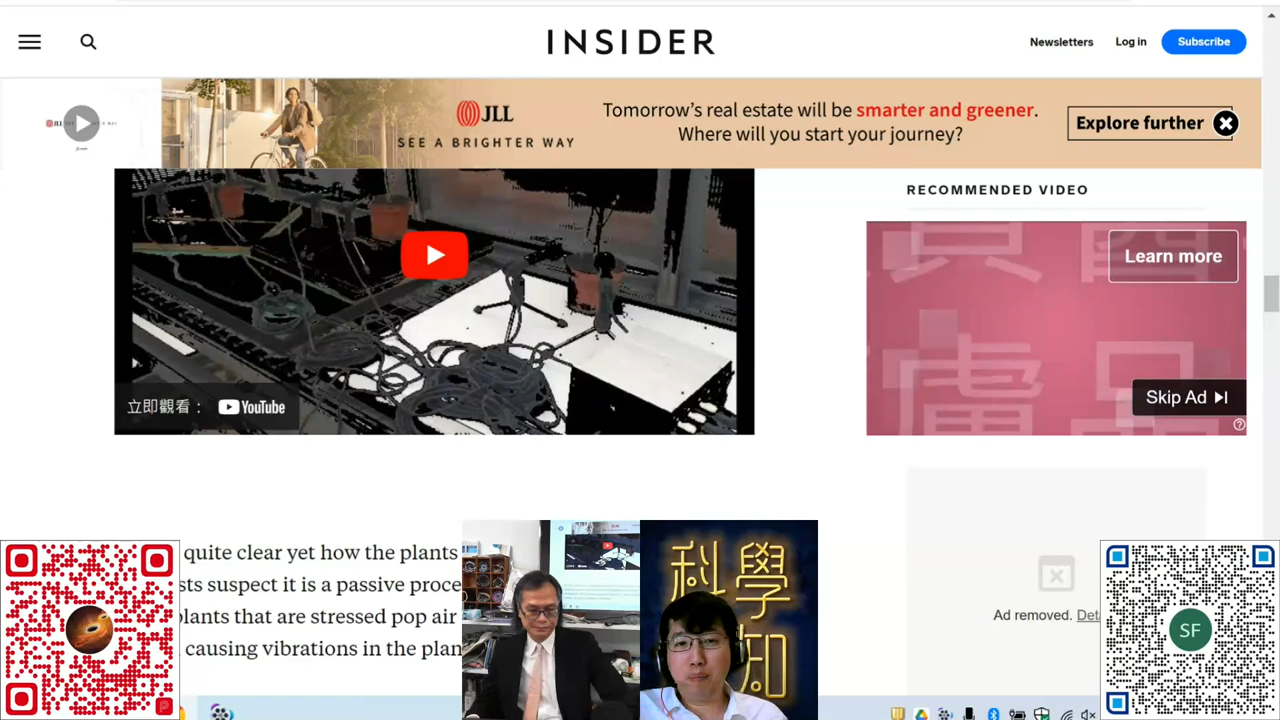 INSIDER
Newsletters
Log in
Subscribe
JLL
SEE A BRIGHTER WAY
Tomorrow's real estate will be smarter and greener.
Where will you start your journey?
Explore further
RECOMMENDED VIDEO
Learn more
膚
品
Skip Ad
立即觀看：
YouTube
quite clear yet how the plants
sts suspect it is a passive proce
plants that are stressed pop air
causing vibrations in the plan
科學
知
Ad removed. Det
SF